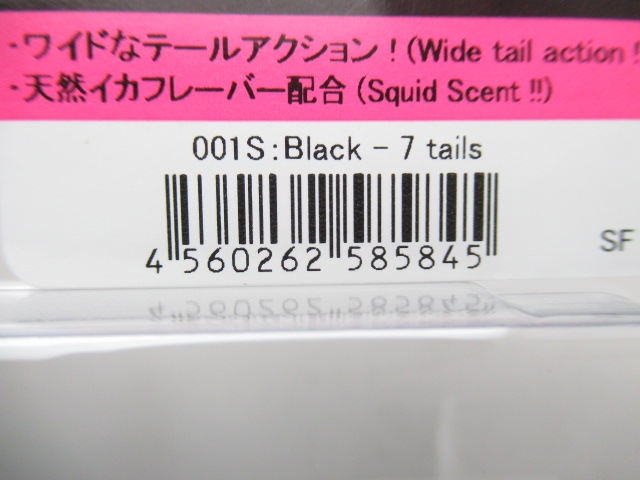 ・ワイドなテールアクション！(Wide tail action !
・天然イカフレーバー配合 (Squid Scent !!)
001S:Black - 7 tails
4 560262 585845
SF